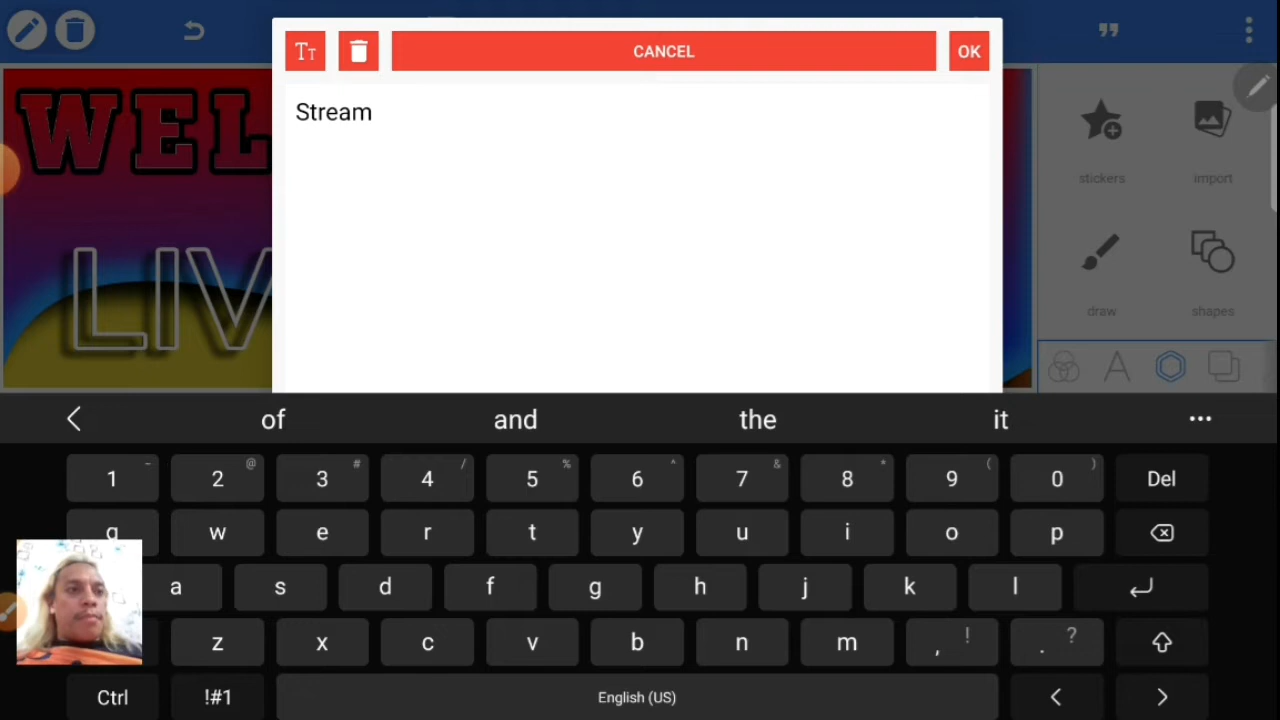 CANCEL
OK
Stream
WEL
LIV
stickers
import
draw
shapes
of and the it
1 - 2 @ 3 # 4 / 5 % 6 ^ 7 & 8 * 9 ( 0 ) Del
q w e r t y u i o p
a s d f g h j k l
z x c v b n m , ! . ?
Ctrl !#1 English (US) < >